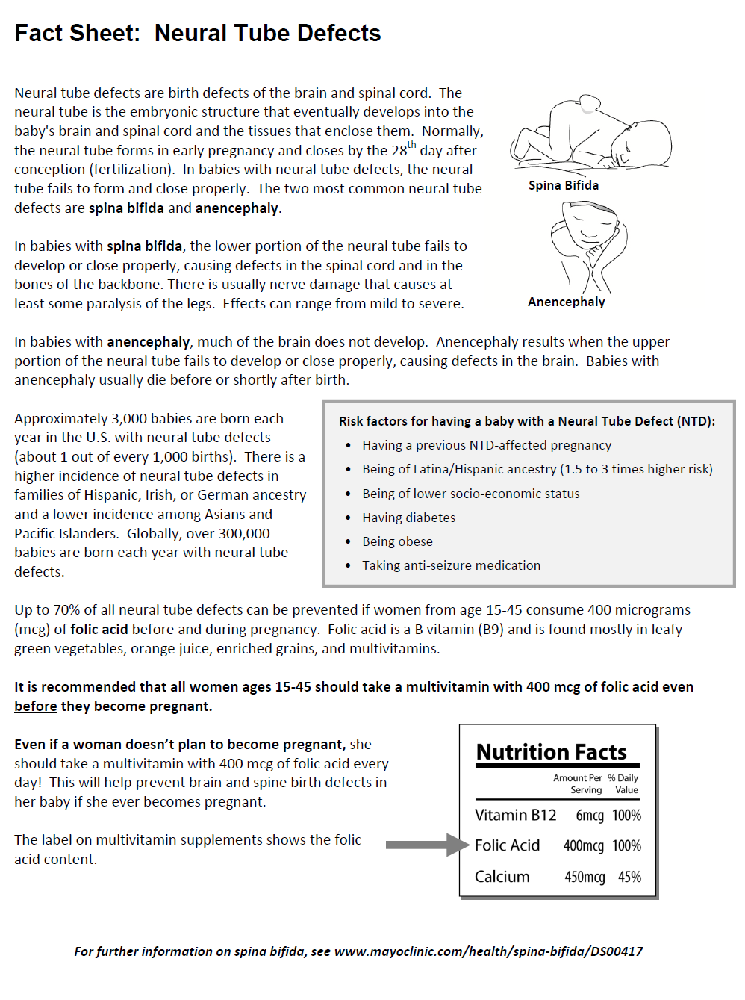 Fact Sheet:  Neural Tube Defects
Neural tube defects are birth defects of the brain and spinal cord.  The
neural tube is the embryonic structure that eventually develops into the
baby's brain and spinal cord and the tissues that enclose them.  Normally,
the neural tube forms in early pregnancy and closes by the 28th day after
conception (fertilization).  In babies with neural tube defects, the neural
tube fails to form and close properly.  The two most common neural tube
defects are spina bifida and anencephaly.
Spina Bifida
Anencephaly
In babies with spina bifida, the lower portion of the neural tube fails to
develop or close properly, causing defects in the spinal cord and in the
bones of the backbone. There is usually nerve damage that causes at
least some paralysis of the legs.  Effects can range from mild to severe.
In babies with anencephaly, much of the brain does not develop.  Anencephaly results when the upper
portion of the neural tube fails to develop or close properly, causing defects in the brain.  Babies with
anencephaly usually die before or shortly after birth.
Approximately 3,000 babies are born each
year in the U.S. with neural tube defects
(about 1 out of every 1,000 births).  There is a
higher incidence of neural tube defects in
families of Hispanic, Irish, or German ancestry
and a lower incidence among Asians and
Pacific Islanders.  Globally, over 300,000
babies are born each year with neural tube
defects.
Risk factors for having a baby with a Neural Tube Defect (NTD):
• Having a previous NTD-affected pregnancy
• Being of Latina/Hispanic ancestry (1.5 to 3 times higher risk)
• Being of lower socio-economic status
• Having diabetes
• Being obese
• Taking anti-seizure medication
Up to 70% of all neural tube defects can be prevented if women from age 15-45 consume 400 micrograms
(mcg) of folic acid before and during pregnancy.  Folic acid is a B vitamin (B9) and is found mostly in leafy
green vegetables, orange juice, enriched grains, and multivitamins.
It is recommended that all women ages 15-45 should take a multivitamin with 400 mcg of folic acid even
before they become pregnant.
Even if a woman doesn’t plan to become pregnant, she
should take a multivitamin with 400 mcg of folic acid every
day!  This will help prevent brain and spine birth defects in
her baby if she ever becomes pregnant.
The label on multivitamin supplements shows the folic
acid content.
Nutrition Facts
Amount Per % Daily
Serving Value
Vitamin B12 6mcg 100%
Folic Acid 400mcg 100%
Calcium 450mcg 45%
For further information on spina bifida, see www.mayoclinic.com/health/spina-bifida/DS00417